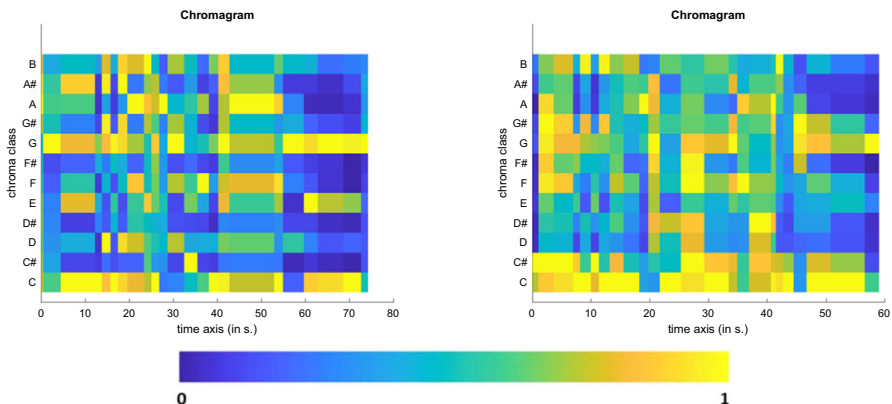 Chromagram
B
A#
A
G#
G
F#
F
E
D#
D
C#
C
chroma class
0 10 20 30 40 50 60 70 80
time axis (in s.)
Chromagram
B
A#
A
G#
G
F#
F
E
D#
D
C#
C
chroma class
0 10 20 30 40 50 60
time axis (in s.)
0 1